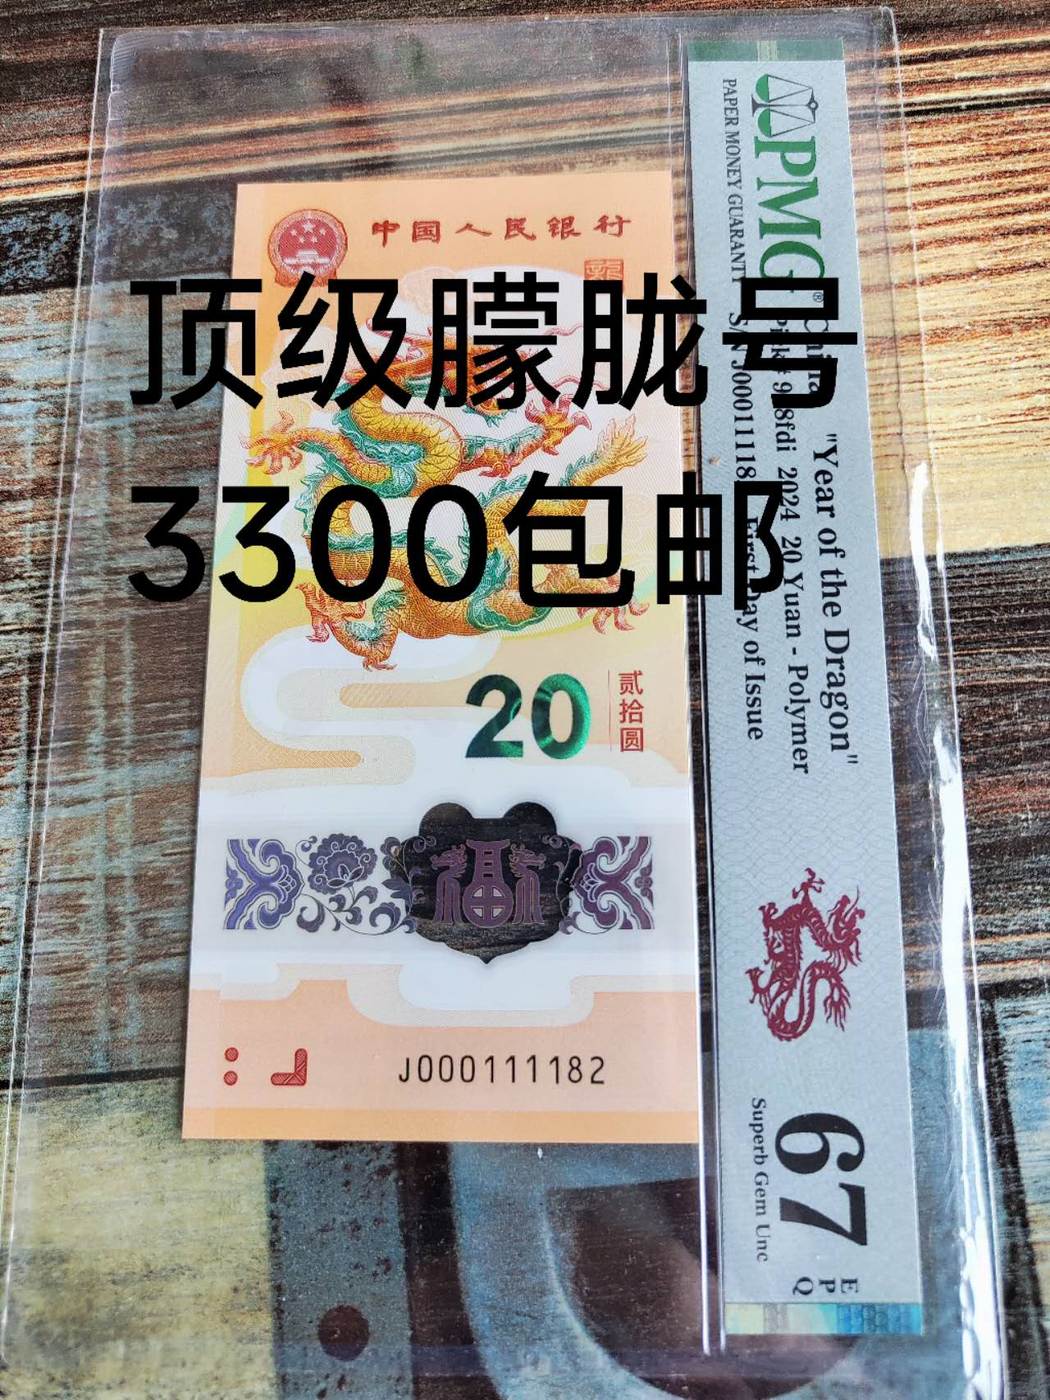 中国人民银行
顶级朦胧号
3300包邮
20
贰拾圆
福
J000111182
PMG®
PAPER MONEY GUARANTY
"Year of the Dragon"
2024 20 Yuan - Polymer
First Day of Issue
67
EPQ
Superb Gem Unc